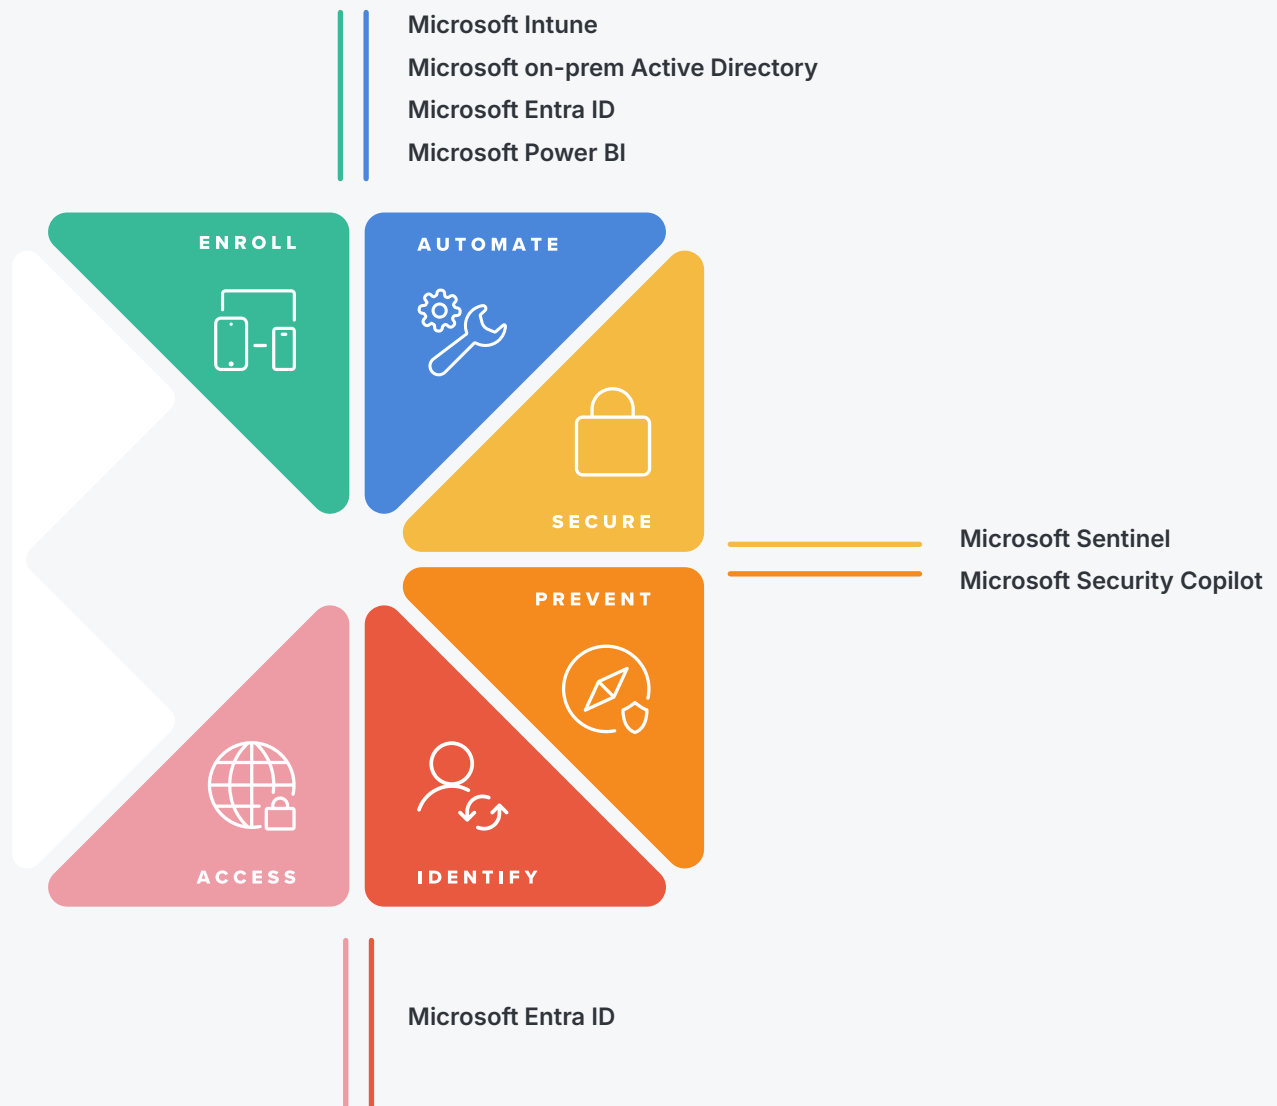 Microsoft Intune
Microsoft on-prem Active Directory
Microsoft Entra ID
Microsoft Power BI
ENROLL
AUTOMATE
SECURE
Microsoft Sentinel
Microsoft Security Copilot
PREVENT
ACCESS
IDENTIFY
Microsoft Entra ID